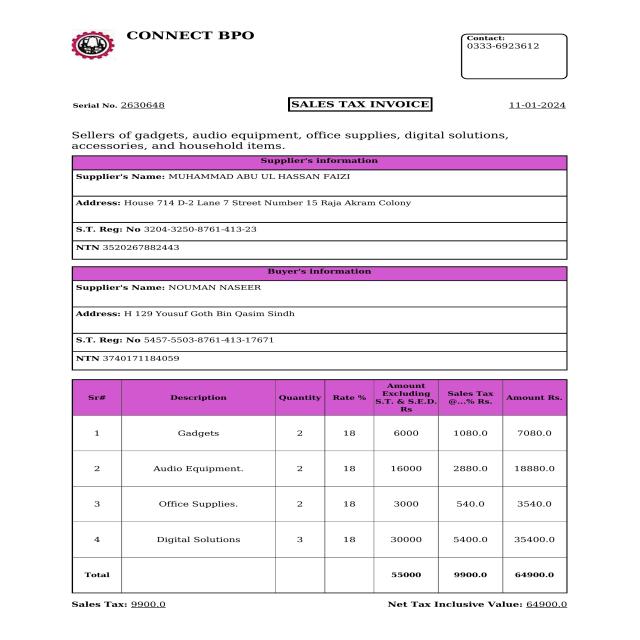 CONNECT BPO
Contact:
0333-6923612
Serial No. 2630648
SALES TAX INVOICE
11-01-2024
Sellers of gadgets, audio equipment, office supplies, digital solutions,
accessories, and household items.
Supplier's information
Supplier's Name: MUHAMMAD ABU UL HASSAN FAIZI
Address: House 714 D-2 Lane 7 Street Number 15 Raja Akram Colony
S.T. Reg: No 3204-3250-8761-413-23
NTN 3520267882443
Buyer's information
Supplier's Name: NOUMAN NASEER
Address: H 129 Yousuf Goth Bin Qasim Sindh
S.T. Reg: No 5457-5503-8761-413-17671
NTN 3740171184059
Sr# Description Quantity Rate % Amount Excluding S.T. & S.E.D. Rs Sales Tax @...% Rs. Amount Rs.
1 Gadgets 2 18 6000 1080.0 7080.0
2 Audio Equipment. 2 18 16000 2880.0 18880.0
3 Office Supplies. 2 18 3000 540.0 3540.0
4 Digital Solutions 3 18 30000 5400.0 35400.0
Total 55000 9900.0 64900.0
Sales Tax: 9900.0 Net Tax Inclusive Value: 64900.0